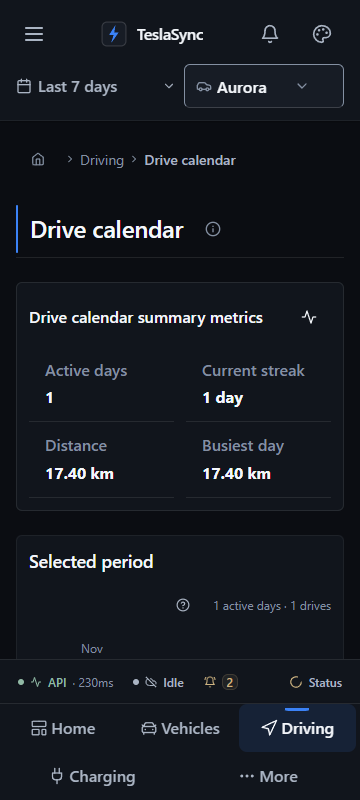 TeslaSync
Last 7 days
Aurora
Driving
Drive calendar
Drive calendar
Drive calendar summary metrics
Active days
Current streak
1
1 day
Distance
Busiest day
17.40 km
17.40 km
Selected period
1 active days · 1 drives
Nov
API · 230ms
Idle
2
Status
Home
Vehicles
Driving
Charging
More